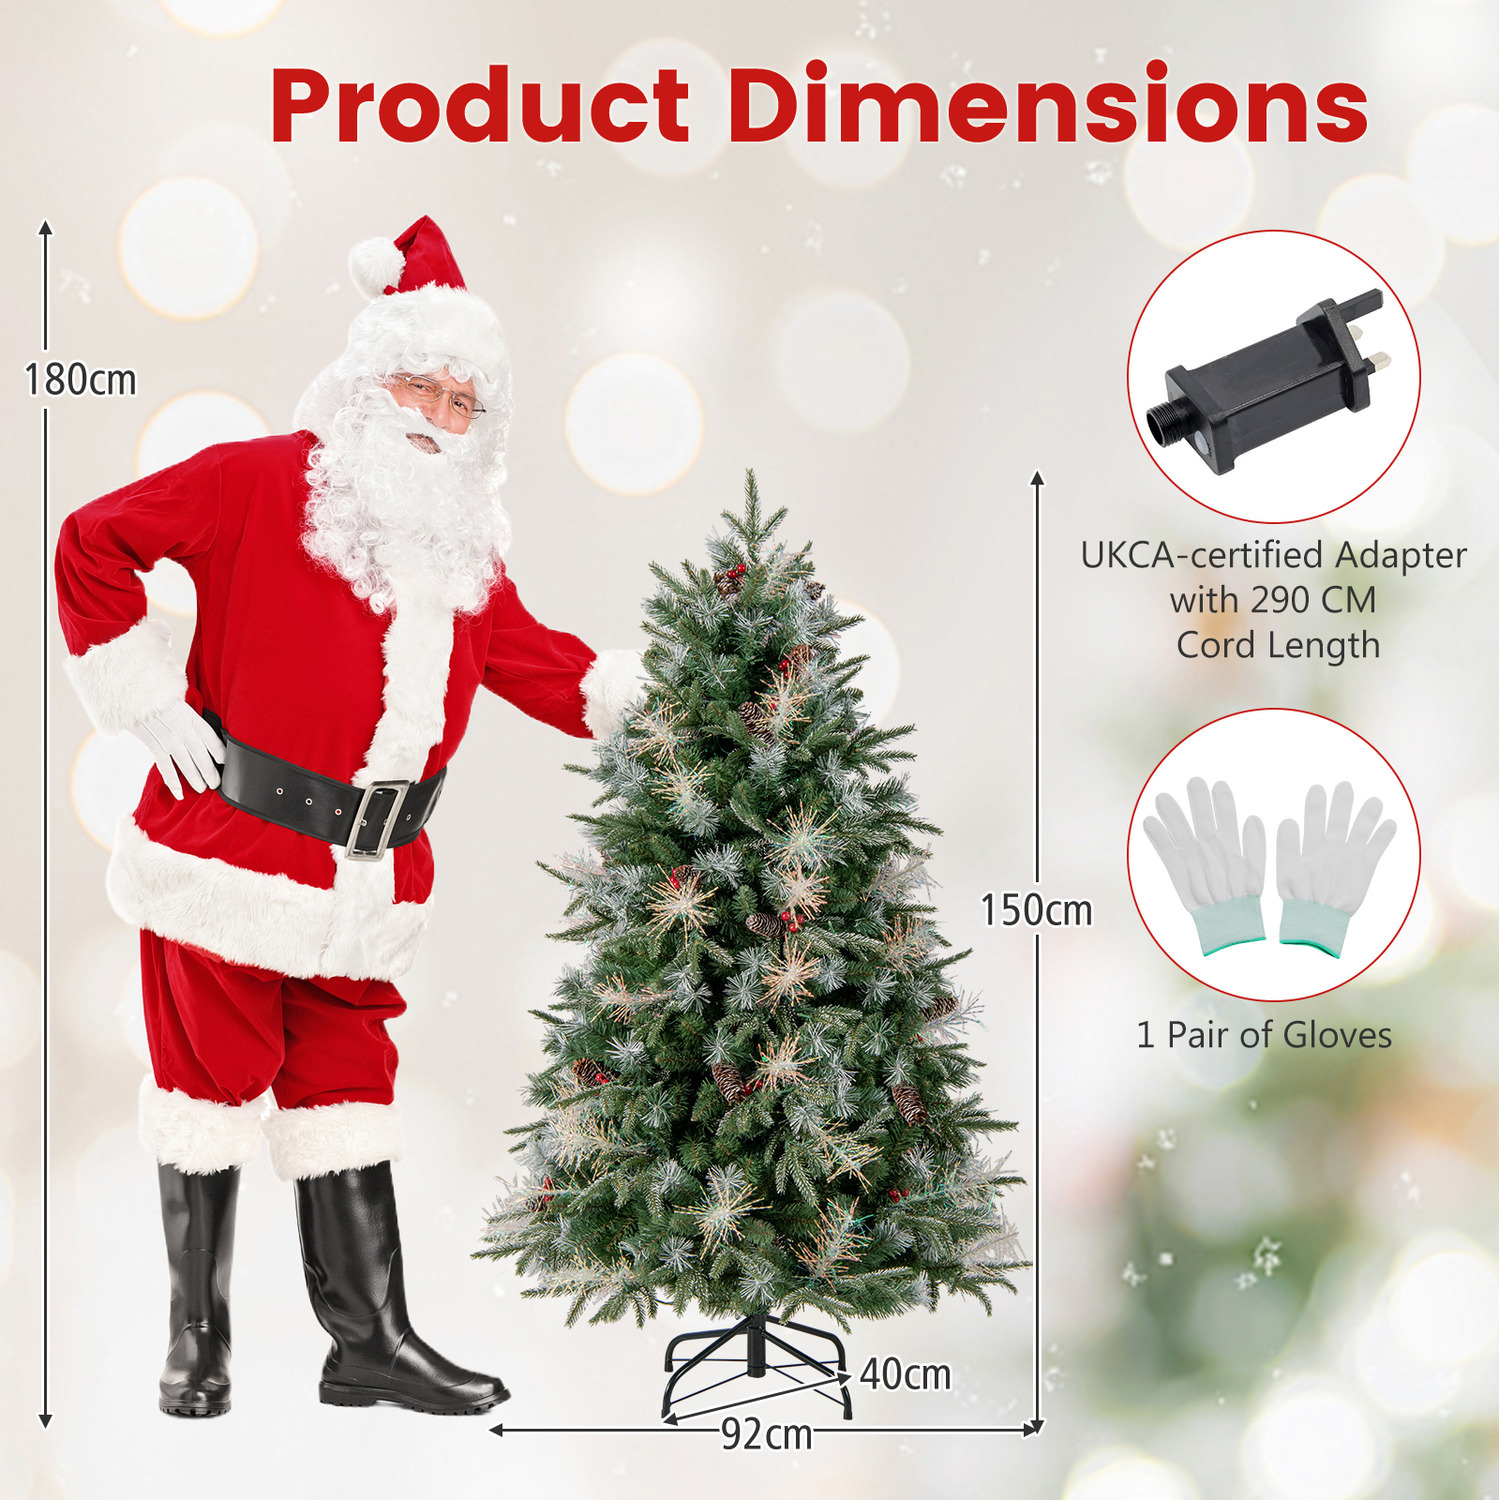 Product Dimensions
180cm
UKCA-certified Adapter
with 290 CM
Cord Length
150cm
1 Pair of Gloves
40cm
92cm